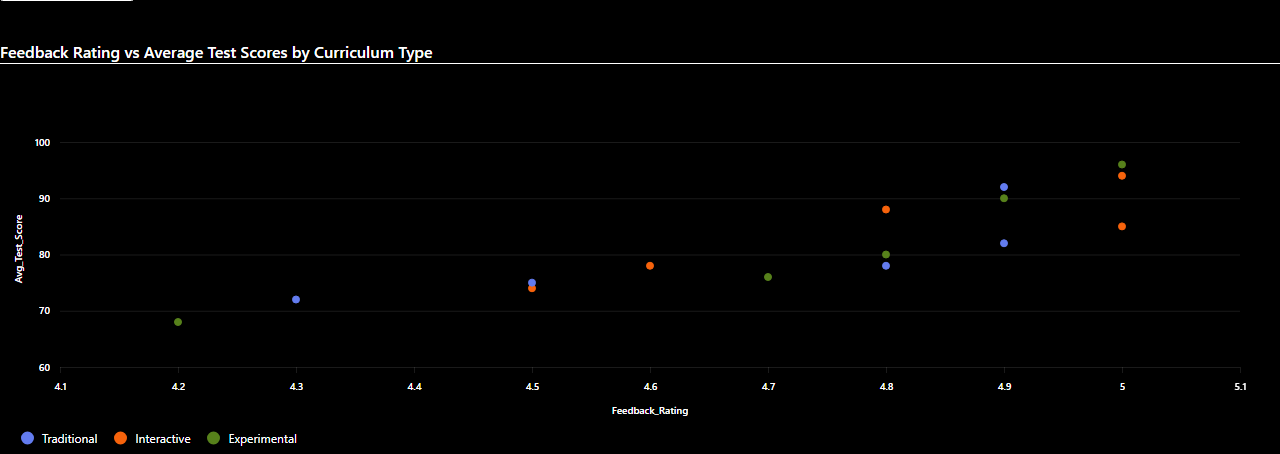 Feedback Rating vs Average Test Scores by Curriculum Type
100
90
Avg_Test_Score
80
70
60
4.1 4.2 4.3 4.4 4.5 4.6 4.7 4.8 4.9 5 5.1
Feedback_Rating
Traditional Interactive Experimental